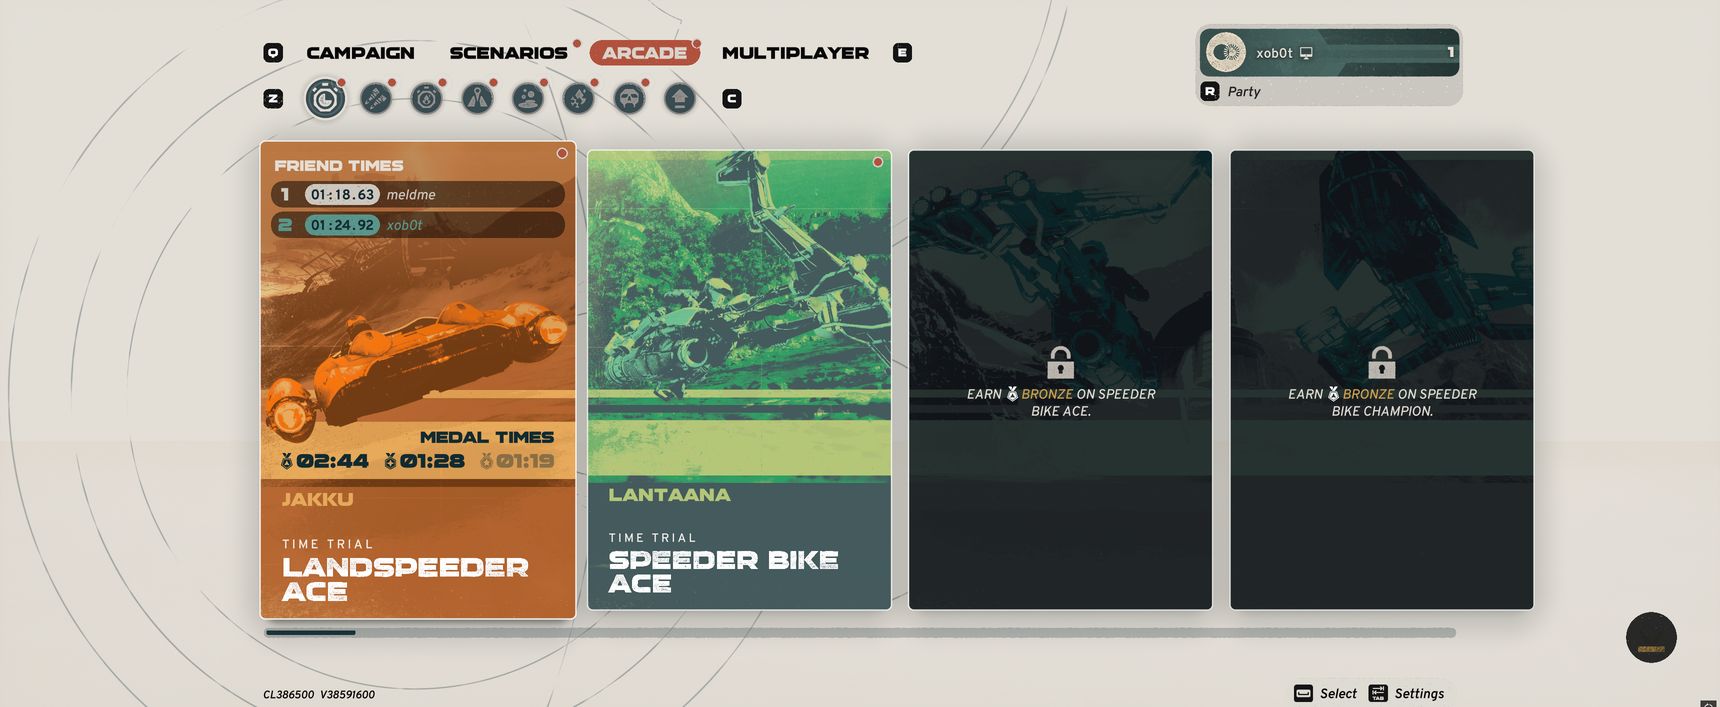 Q CAMPAIGN SCENARIOS ARCADE MULTIPLAYER E
Z C
xob0t 1
R Party
FRIEND TIMES
1 01:18.63 meldme
2 01:24.92 xob0t
MEDAL TIMES
02:44 01:28 01:19
JAKKU
TIME TRIAL
LANDSPEEDER
ACE
LANTAANA
TIME TRIAL
SPEEDER BIKE
ACE
EARN BRONZE ON SPEEDER
BIKE ACE.
EARN BRONZE ON SPEEDER
BIKE CHAMPION.
CL386500 V38591600
Select TAB Settings